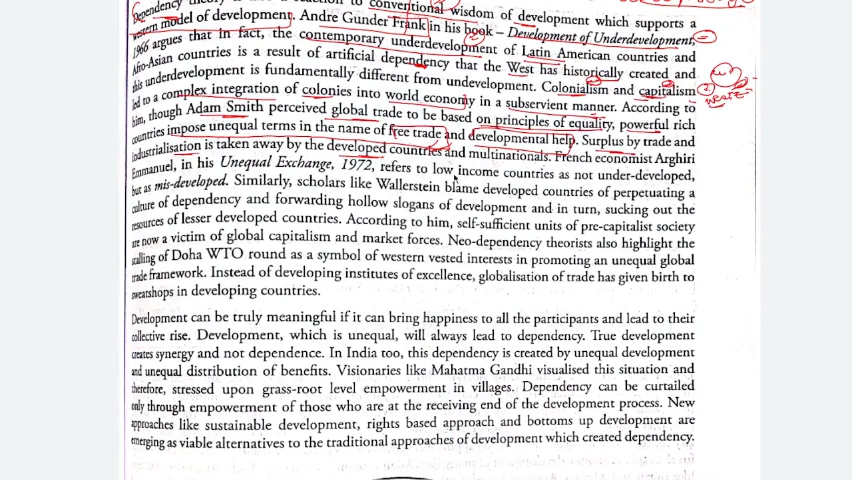 Dependency theory is also a reaction to conventional wisdom of development which supports a
western model of development. André Gunder Frank in his book – Development of Underdevelopment,
1966 argues that in fact, the contemporary underdevelopment of Latin American countries and
Afro-Asian countries is a result of artificial dependency that the West has historically created and
this underdevelopment is fundamentally different from undevelopment. Colonialism and capitalism
led to a complex integration of colonies into world economy in a subservient manner. According to
him, though Adam Smith perceived global trade to be based on principles of equality, powerful rich
countries impose unequal terms in the name of free trade and developmental help. Surplus by trade and
industrialisation is taken away by the developed countries and multinationals. French economist Arghiri
Emmanuel, in his Unequal Exchange, 1972, refers to low income countries as not under-developed,
but as mis-developed. Similarly, scholars like Wallerstein blame developed countries of perpetuating a
culture of dependency and forwarding hollow slogans of development and in turn, sucking out the
resources of lesser developed countries. According to him, self-sufficient units of pre-capitalist society
are now a victim of global capitalism and market forces. Neo-dependency theorists also highlight the
stalling of Doha WTO round as a symbol of western vested interests in promoting an unequal global
trade framework. Instead of developing institutes of excellence, globalisation of trade has given birth to
sweatshops in developing countries.
Development can be truly meaningful if it can bring happiness to all the participants and lead to their
collective rise. Development, which is unequal, will always lead to dependency. True development
creates synergy and not dependence. In India too, this dependency is created by unequal development
and unequal distribution of benefits. Visionaries like Mahatma Gandhi visualised this situation and
therefore, stressed upon grass-root level empowerment in villages. Dependency can be curtailed
only through empowerment of those who are at the receiving end of the development process. New
approaches like sustainable development, rights based approach and bottoms up development are
emerging as viable alternatives to the traditional approaches of development which created dependency.